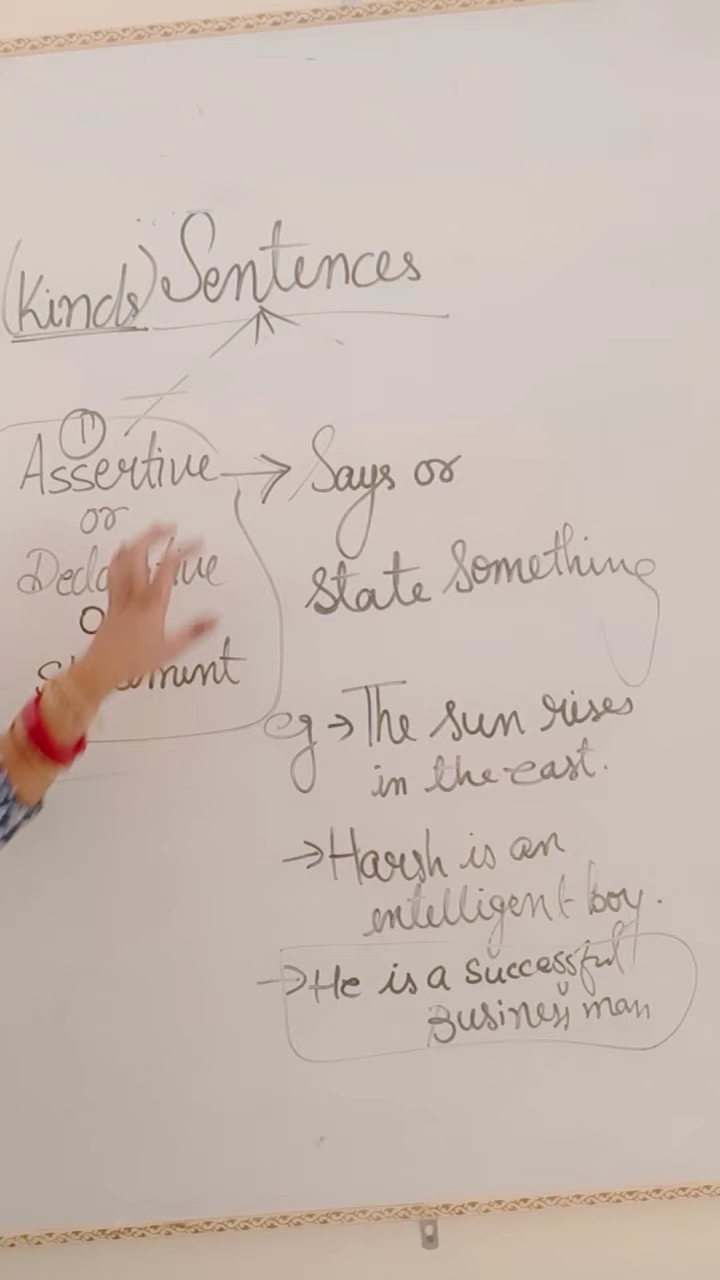 (Kinds) Sentences
①
Assertive → Says or
or
state something
eg → The sun rises
in the east.
→ Harsh is an
intelligent boy.
→ He is a successful
Business man